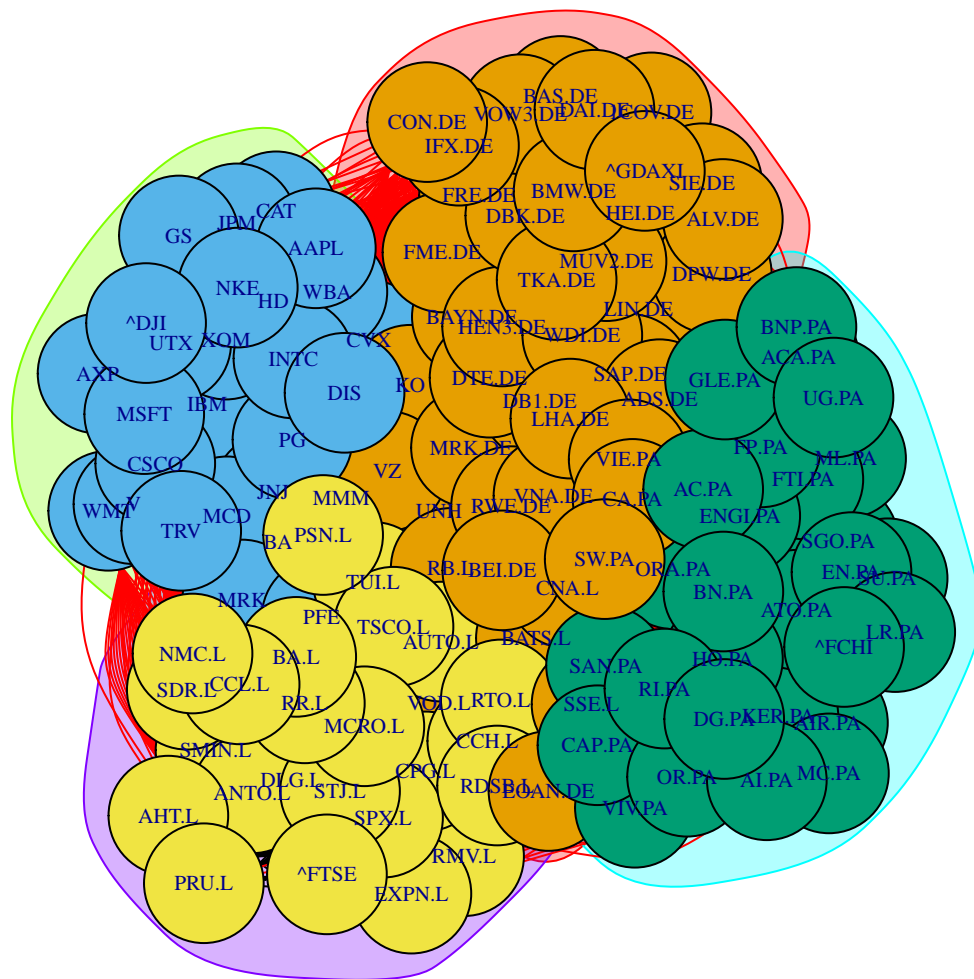 BAS.DE
VOW3.DE
DAI.DE
1COV.DE
CON.DE
IFX.DE
^GDAXI
SIE.DE
FRE.DE
BMW.DE
DBK.DE
HEI.DE
ALV.DE
CAT
JPM
GS
AAPL
FME.DE
MUV2.DE
DPW.DE
TKA.DE
NKE
HD
WBA
LIN.DE
BAYN.DE
HEN3.DE
WDI.DE
^DJI
UTX
XOM
CVX
BNP.PA
ACA.PA
INTC
AXP
KO
DTE.DE
SAP.DE
GLE.PA
DIS
ADS.DE
UG.PA
MSFT
IBM
DB1.DE
LHA.DE
PG
MRK.DE
FP.PA
CSCO
VZ
VIE.PA
ML.PA
FTI.PA
JNJ
MMM
VNA.DE
CA.PA
AC.PA
WMT
V
MCD
UNH
RWE.DE
ENGI.PA
TRV
BA
PSN.L
SGO.PA
RB.L
BEI.DE
SW.PA
ORA.PA
EN.PA
SU.PA
TUI.L
CNA.L
BN.PA
MRK
PFE
ATO.PA
TSCO.L
AUTO.L
BATS.L
LR.PA
^FCHI
NMC.L
BA.L
SAN.PA
HO.PA
SDR.L
CCL.L
RR.L
VOD.L
RTO.L
SSE.L
RI.PA
MCRO.L
DG.PA
KER.PA
AIR.PA
SMIN.L
CCH.L
CAP.PA
CPG.L
MC.PA
ANTO.L
DLG.L
STJ.L
RDSB.L
EOAN.DE
OR.PA
AI.PA
AHT.L
SPX.L
VIV.PA
RMV.L
PRU.L
^FTSE
EXPN.L